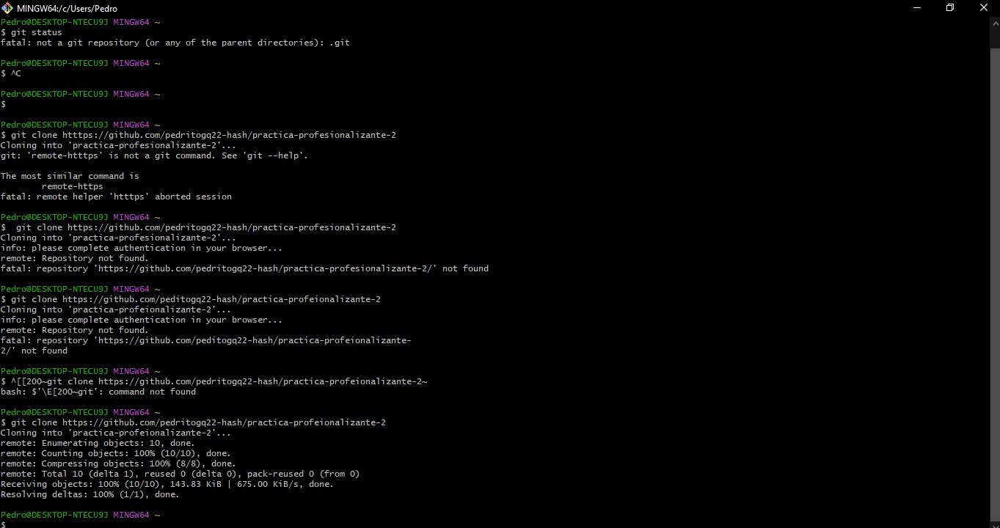 MINGW64:/c/Users/Pedro
Pedro@DESKTOP-NTECU9J MINGW64 ~
$ git status
fatal: not a git repository (or any of the parent directories): .git
Pedro@DESKTOP-NTECU9J MINGW64 ~
$ ^C
Pedro@DESKTOP-NTECU9J MINGW64 ~
$
Pedro@DESKTOP-NTECU9J MINGW64 ~
$ git clone htttps://github.com/pedritogq22-hash/practica-profesionalizante-2
Cloning into 'practica-profesionalizante-2'...
git: 'remote-htttps' is not a git command. See 'git --help'.
The most similar command is
        remote-https
fatal: remote helper 'htttps' aborted session
Pedro@DESKTOP-NTECU9J MINGW64 ~
$  git clone https://github.com/pedritogq22-hash/practica-profesionalizante-2
Cloning into 'practica-profesionalizante-2'...
info: please complete authentication in your browser...
remote: Repository not found.
fatal: repository 'https://github.com/pedritogq22-hash/practica-profesionalizante-2/' not found
Pedro@DESKTOP-NTECU9J MINGW64 ~
$ git clone https://github.com/peditogq22-hash/practica-profeionalizante-2
Cloning into 'practica-profeionalizante-2'...
info: please complete authentication in your browser...
remote: Repository not found.
fatal: repository 'https://github.com/peditogq22-hash/practica-profeionalizante-
2/' not found
Pedro@DESKTOP-NTECU9J MINGW64 ~
$ ^[[200~git clone https://github.com/pedritogq22-hash/practica-profeionalizante-2~
bash: $'\E[200~git': command not found
Pedro@DESKTOP-NTECU9J MINGW64 ~
$ git clone https://github.com/pedritogq22-hash/practica-profeionalizante-2
Cloning into 'practica-profeionalizante-2'...
remote: Enumerating objects: 10, done.
remote: Counting objects: 100% (10/10), done.
remote: Compressing objects: 100% (8/8), done.
remote: Total 10 (delta 1), reused 0 (delta 0), pack-reused 0 (from 0)
Receiving objects: 100% (10/10), 143.83 KiB | 675.00 KiB/s, done.
Resolving deltas: 100% (1/1), done.
Pedro@DESKTOP-NTECU9J MINGW64 ~
$